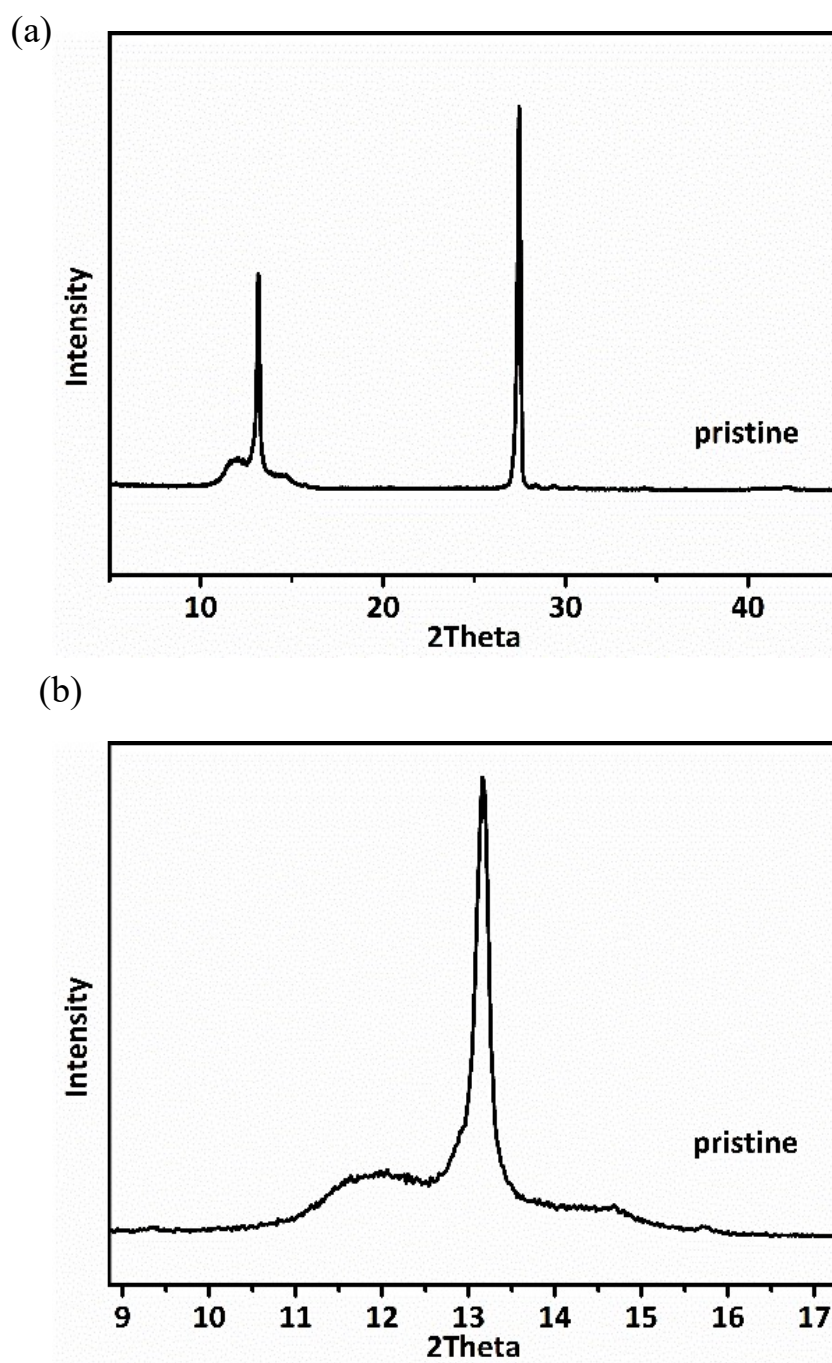 (a)
Intensity
pristine
10 20 30 40
2Theta
(b)
Intensity
pristine
9 10 11 12 13 14 15 16 17
2Theta